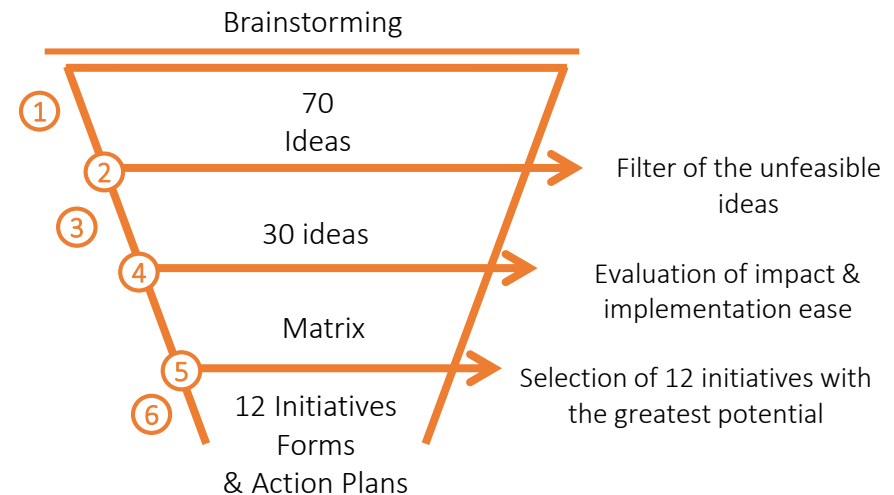 Brainstorming
1
70
Ideas
2
Filter of the unfeasible
ideas
3
30 ideas
4
Evaluation of impact &
implementation ease
Matrix
5
Selection of 12 initiatives with
the greatest potential
6
12 Initiatives
Forms
& Action Plans